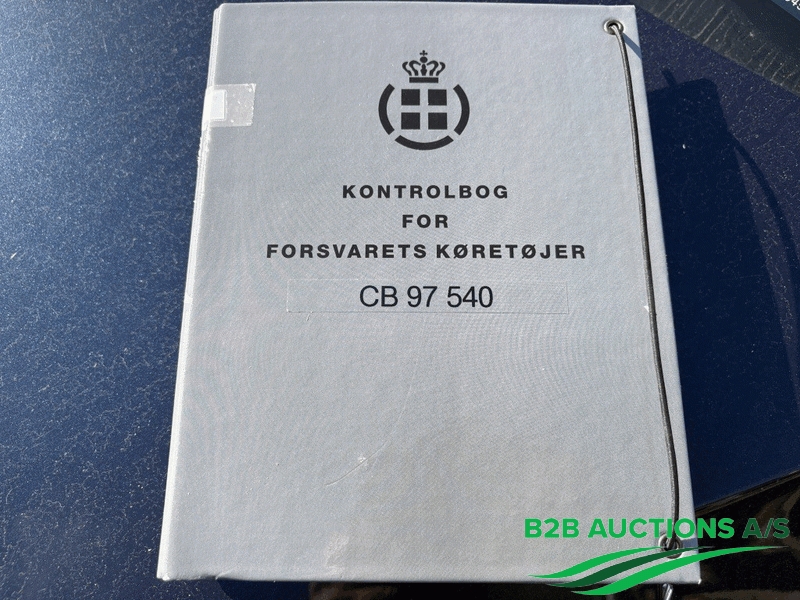 KONTROLBOG
FOR
FORSVARETS KØRETØJER
CB 97 540
B2B AUCTIONS A/S